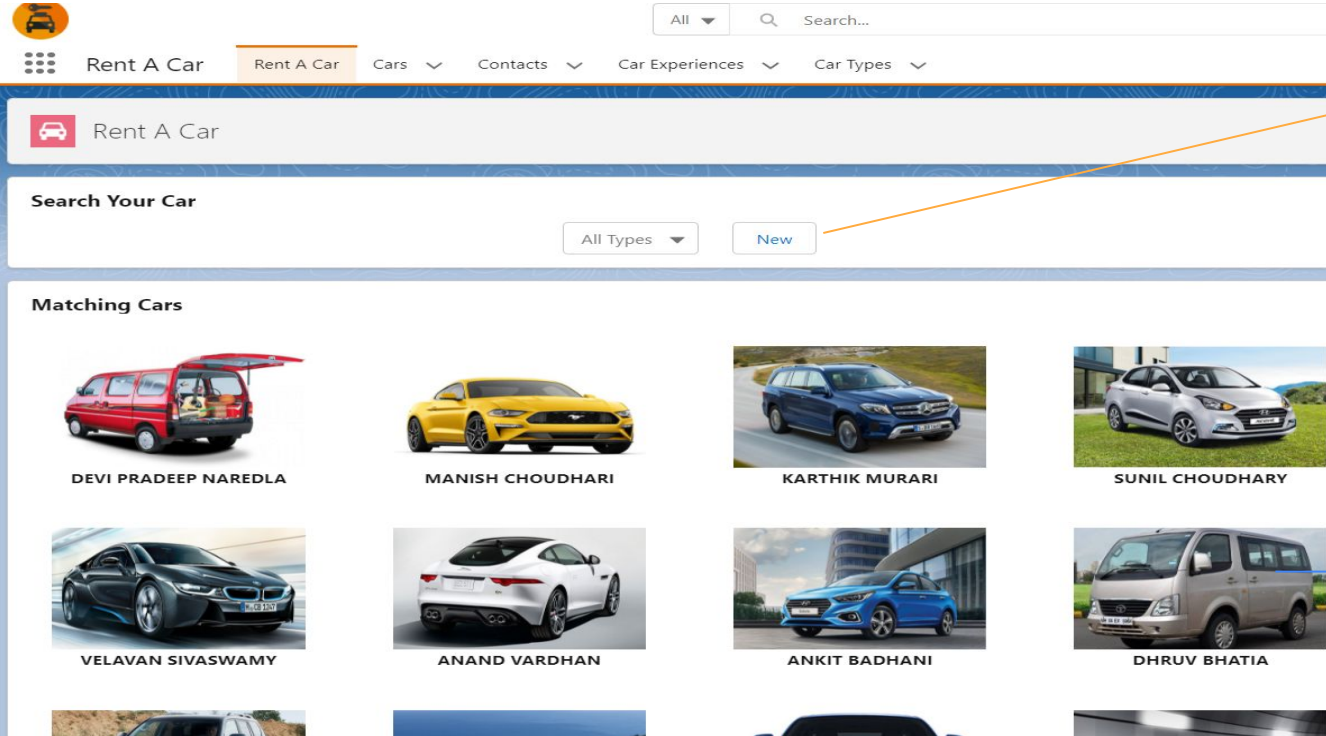 All
Search...
Rent A Car
Rent A Car
Cars
Contacts
Car Experiences
Car Types
Rent A Car
Search Your Car
All Types
New
Matching Cars
DEVI PRADEEP NAREDLA
MANISH CHOUDHARI
KARTHIK MURARI
SUNIL CHOUDHARY
VELAVAN SIVASWAMY
ANAND VARDHAN
ANKIT BADHANI
DHRUV BHATIA